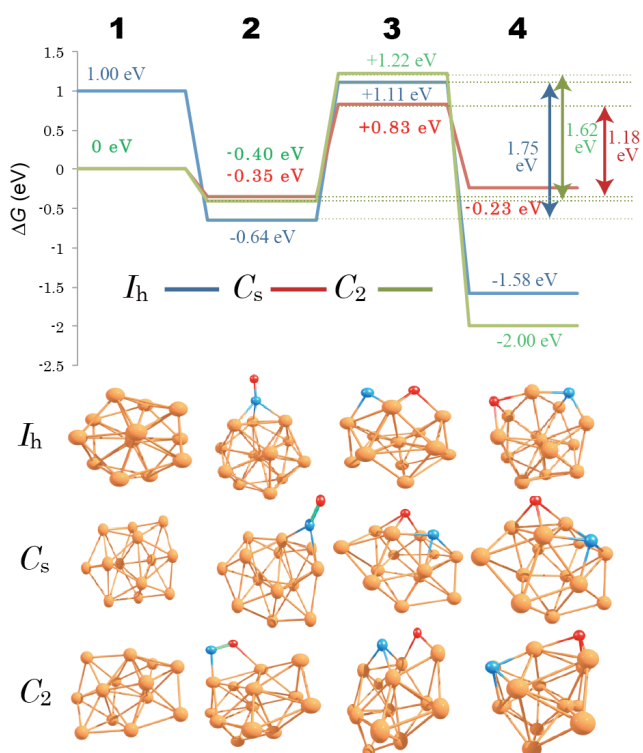 1 2 3 4
1.5
1
0.5
0
-0.5
-1
-1.5
-2
-2.5
ΔG (eV)
1.00 eV
0 eV
-0.40 eV
-0.35 eV
-0.64 eV
+1.22 eV
+1.11 eV
+0.83 eV
-0.23 eV
-1.58 eV
-2.00 eV
1.75
eV
1.62
eV
1.18
eV
Ih Cs C2
Ih
Cs
C2